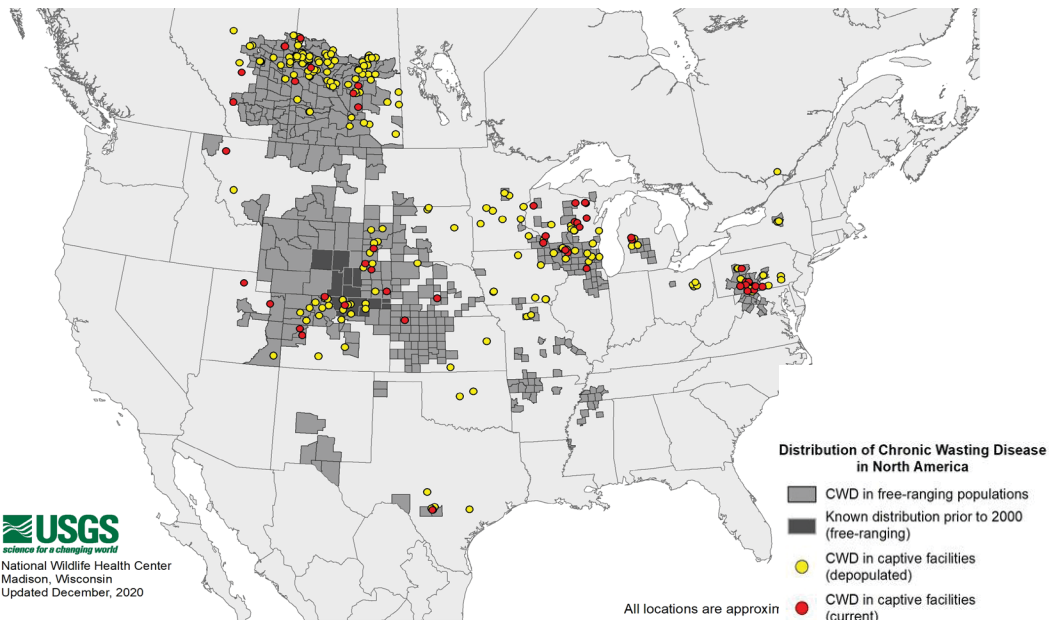 Distribution of Chronic Wasting Disease
in North America
CWD in free-ranging populations
Known distribution prior to 2000
(free-ranging)
CWD in captive facilities
(depopulated)
CWD in captive facilities
(current)
USGS
science for a changing world
National Wildlife Health Center
Madison, Wisconsin
Updated December, 2020
All locations are approxin